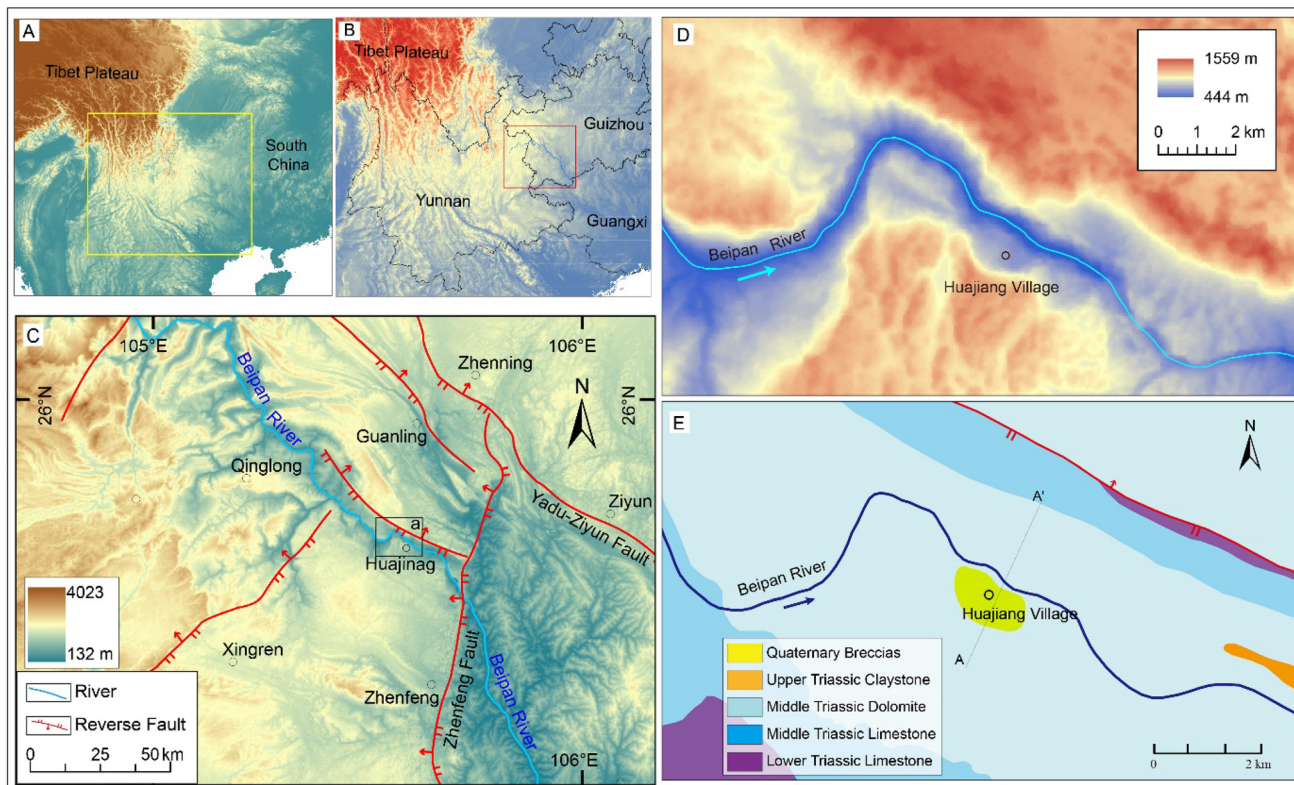 A
Tibet Plateau
South
China
B
Tibet Plateau
Guizhou
Yunnan
Guangxi
C
105°E
106°E
26°N
26°N
N
Beipan
River
Zhenning
Guanling
Qinglong
Ziyun
Yadu-Ziyun Fault
a
Huajinag
4023
132 m
Xingren
Zhenfeng
Zhenfeng Fault
Beipan River
River
Reverse Fault
0 25 50 km
106°E
D
1559 m
444 m
0 1 2 km
Beipan River
Huajiang Village
E
N
A'
Beipan River
Huajiang Village
A
Quaternary Breccias
Upper Triassic Claystone
Middle Triassic Dolomite
Middle Triassic Limestone
Lower Triassic Limestone
0 2 km